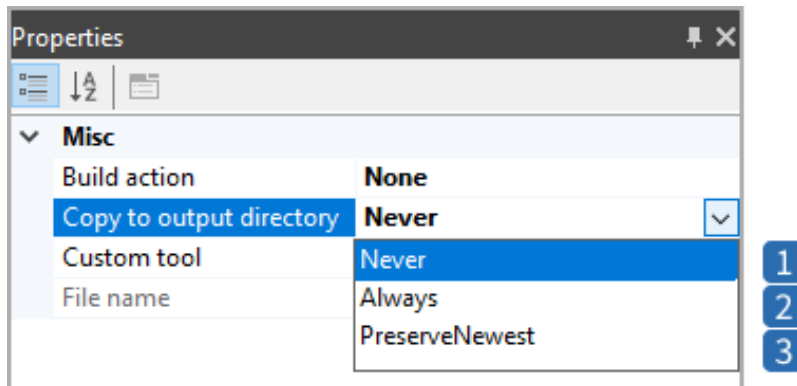 Properties
Misc
Build action None
Copy to output directory Never
Custom tool Never 1
File name Always 2
PreserveNewest 3